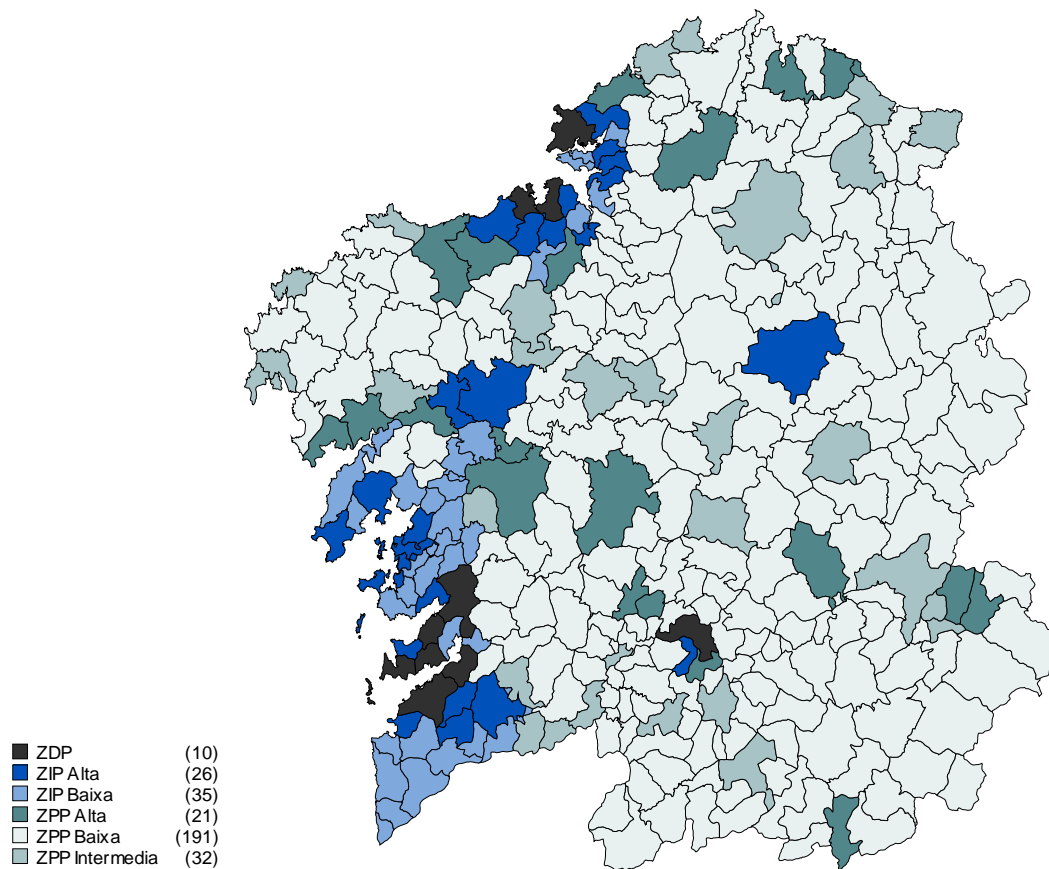 ZDP (10)
ZIP Alta (26)
ZIP Baixa (35)
ZPP Alta (21)
ZPP Baixa (191)
ZPP Intermedia (32)